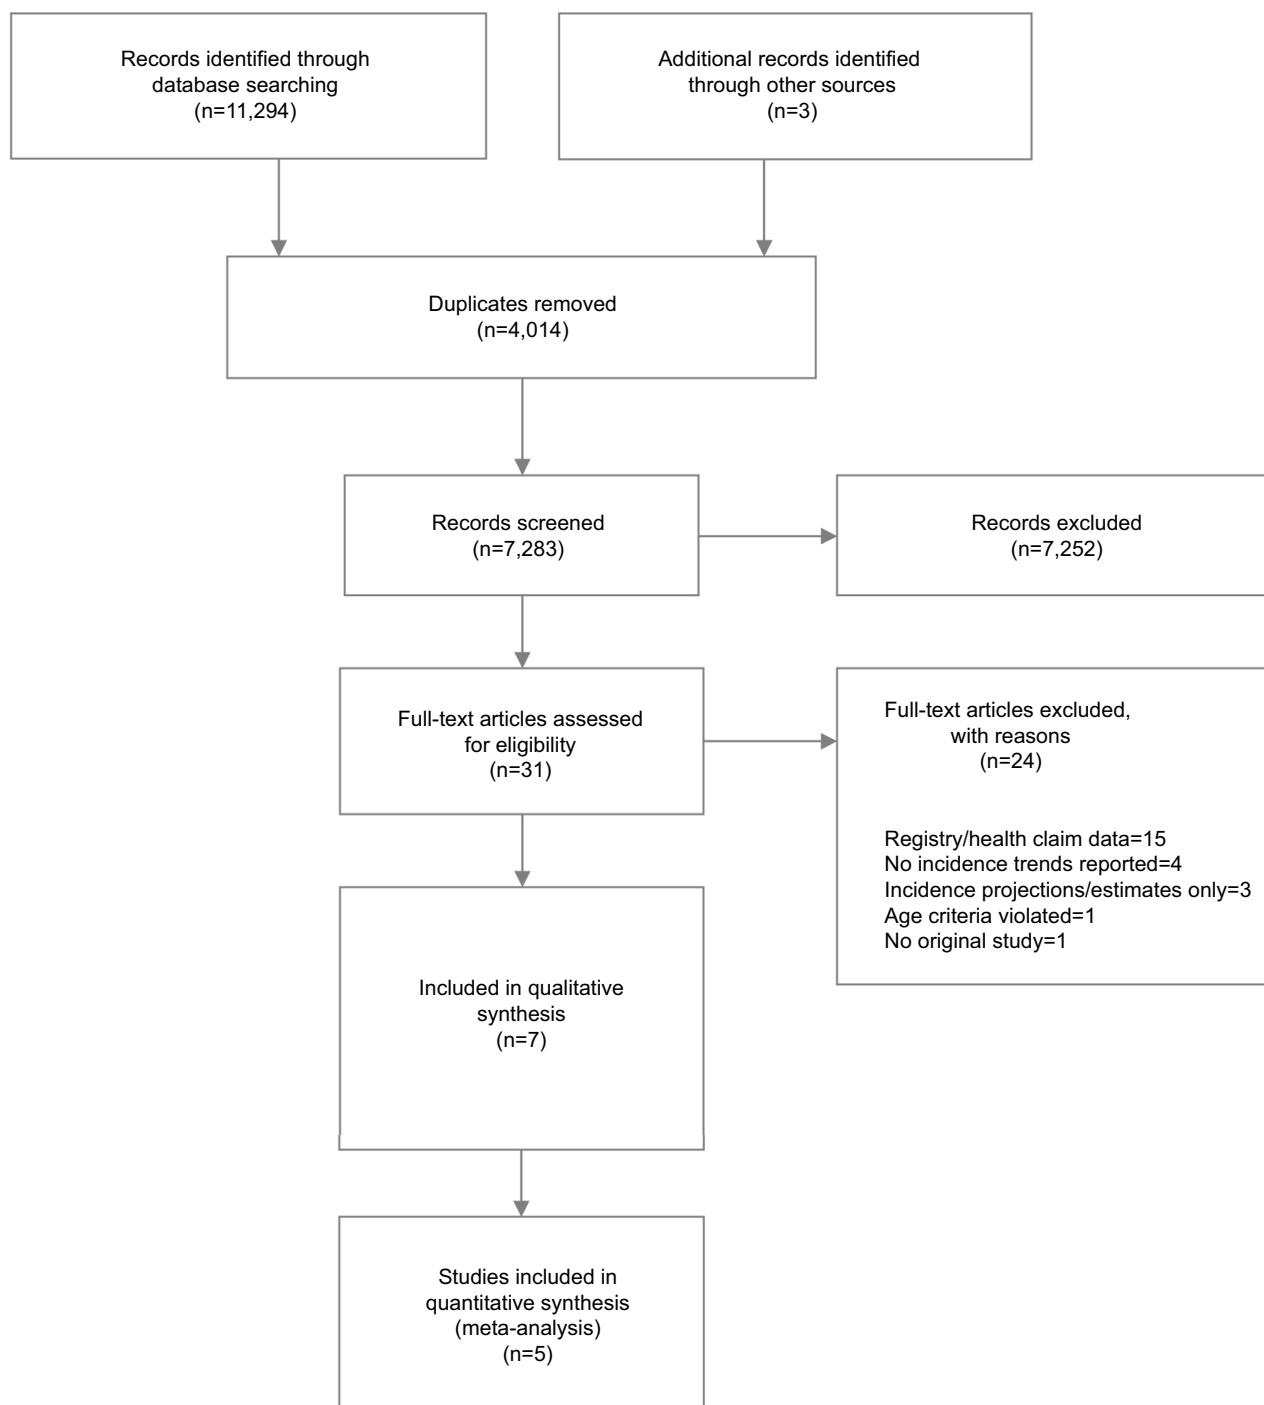 Records identified through
database searching
(n=11,294)
Additional records identified
through other sources
(n=3)
Duplicates removed
(n=4,014)
Records screened
(n=7,283)
Records excluded
(n=7,252)
Full-text articles assessed
for eligibility
(n=31)
Full-text articles excluded,
with reasons
(n=24)
Registry/health claim data=15
No incidence trends reported=4
Incidence projections/estimates only=3
Age criteria violated=1
No original study=1
Included in qualitative
synthesis
(n=7)
Studies included in
quantitative synthesis
(meta-analysis)
(n=5)